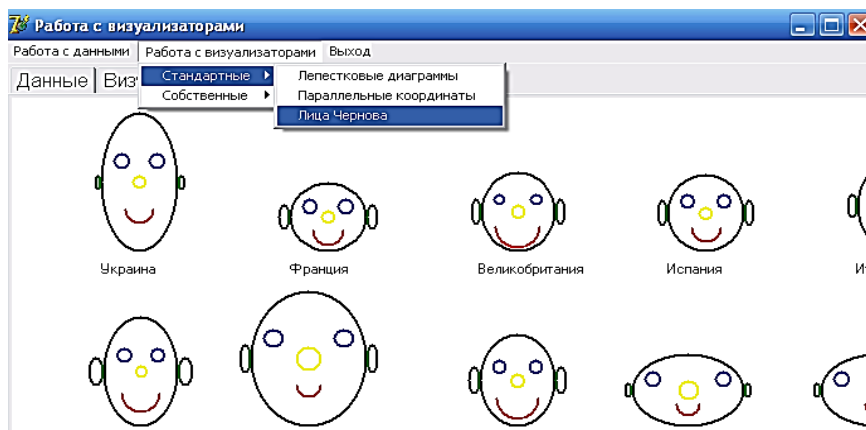 Работа с визуализаторами
Работа с данными Работа с визуализаторами Выход
Данные Виз
Стандартные
Собственные
Лепестковые диаграммы
Параллельные координаты
Лица Чернова
Украина Франция Великобритания Испания